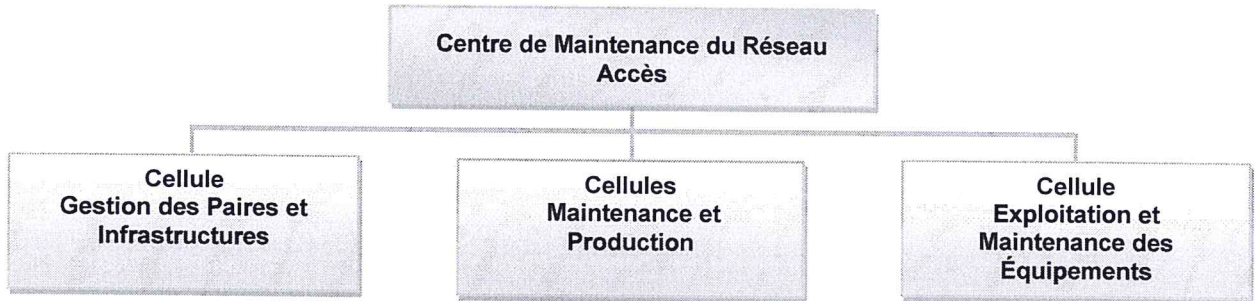 Centre de Maintenance du Réseau
Accès
Cellule
Gestion des Paires et
Infrastructures
Cellules
Maintenance et
Production
Cellule
Exploitation et
Maintenance des
Équipements